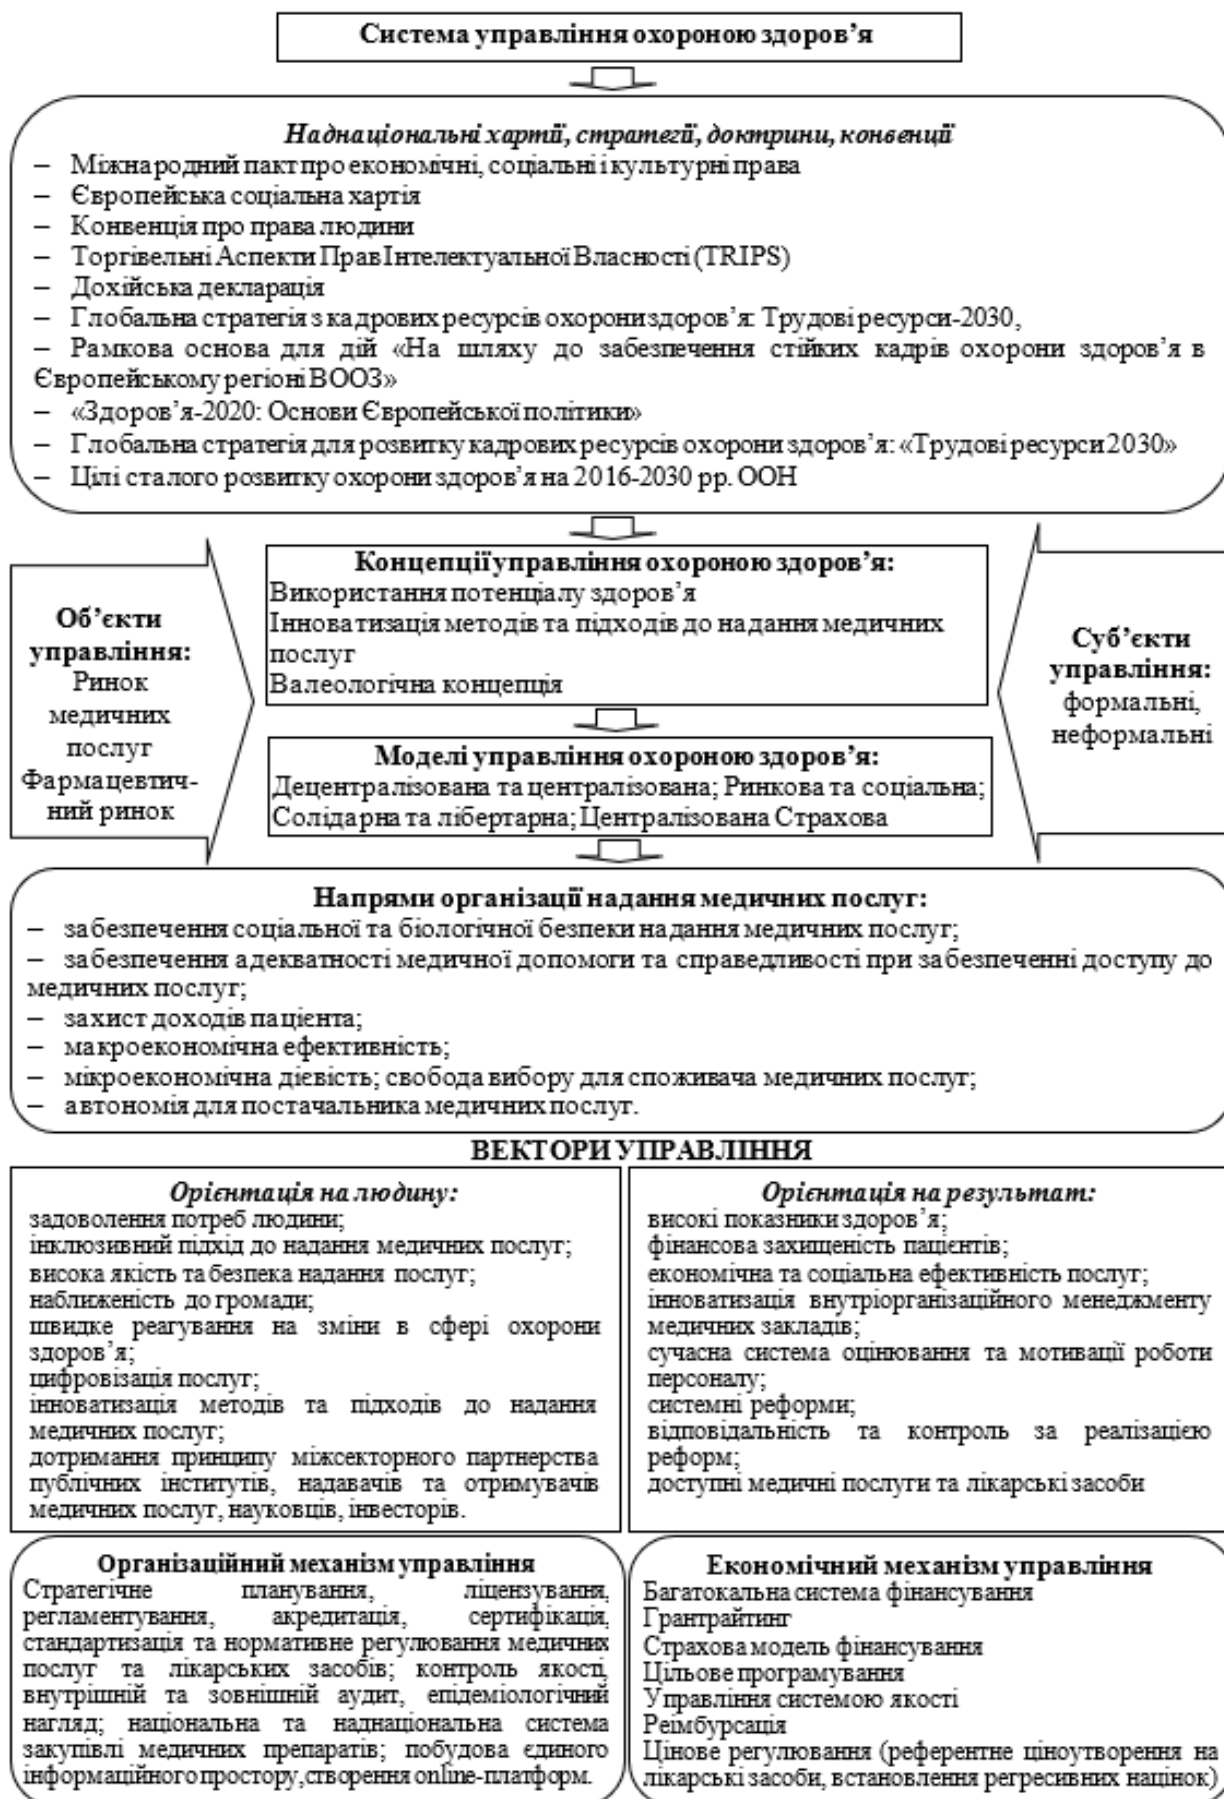 Система управління охороною здоров’я
Наднаціональні хартії, стратегії, доктрини, конвенції
– Міжнародний пакт про економічні, соціальні і культурні права
– Європейська соціальна хартія
– Конвенція про права людини
– Торгівельні Аспекти Прав Інтелектуальної Власності (TRIPS)
– Дохійська декларація
– Глобальна стратегія з кадрових ресурсів охорони здоров’я: Трудові ресурси-2030,
– Рамкова основа для дій «На шляху до забезпечення стійких кадрів охорони здоров’я в
Європейському регіоні ВООЗ»
– «Здоров’я-2020: Основи Європейської політики»
– Глобальна стратегія для розвитку кадрових ресурсів охорони здоров’я: «Трудові ресурси 2030»
– Цілі сталого розвитку охорони здоров’я на 2016-2030 рр. ООН
Об’єкти
управління:
Ринок
медичних
послуг
Фармацевтич-
ний ринок
Концепції управління охороною здоров’я:
Використання потенціалу здоров’я
Інноватизація методів та підходів до надання медичних
послуг
Валеологічна концепція
Моделі управління охороною здоров’я:
Децентралізована та централізована; Ринкова та соціальна;
Солідарна та лібертарна; Централізована Страхова
Суб’єкти
управління:
формальні,
неформальні
Напрями організації надання медичних послуг:
– забезпечення соціальної та біологічної безпеки надання медичних послуг;
– забезпечення адекватності медичної допомоги та справедливості при забезпеченні доступу до
медичних послуг;
– захист доходів пацієнта;
– макроекономічна ефективність;
– мікроекономічна дієвість; свобода вибору для споживача медичних послуг;
– автономія для постачальника медичних послуг.
ВЕКТОРИ УПРАВЛІННЯ
Орієнтація на людину:
задоволення потреб людини;
інклюзивний підхід до надання медичних послуг;
висока якість та безпека надання послуг;
наближеність до громади;
швидке реагування на зміни в сфері охорони
здоров’я;
цифровізація послуг;
інноватизація методів та підходів до надання
медичних послуг;
дотримання принципу міжсекторного партнерства
публічних інститутів, надавачів та отримувачів
медичних послуг, науковців, інвесторів.
Орієнтація на результат:
високі показники здоров’я;
фінансова захищеність пацієнтів;
економічна та соціальна ефективність послуг;
інноватизація внутріорганізаційного менеджменту
медичних закладів;
сучасна система оцінювання та мотивації роботи
персоналу;
системні реформи;
відповідальність та контроль за реалізацією
реформ;
доступні медичні послуги та лікарські засоби
Організаційний механізм управління
Стратегічне планування, ліцензування,
регламентування, акредитація, сертифікація,
стандартизація та нормативне регулювання медичних
послуг та лікарських засобів; контроль якості,
внутрішній та зовнішній аудит, епідеміологічний
нагляд; національна та наднаціональна система
закупівлі медичних препаратів; побудова єдиного
інформаційного простору, створення online-платформ.
Економічний механізм управління
Багатокальна система фінансування
Грантрайтинг
Страхова модель фінансування
Цільове програмування
Управління системою якості
Реімбурсація
Цінове регулювання (референтне ціноутворення на
лікарські засоби, встановлення регресивних націнок)